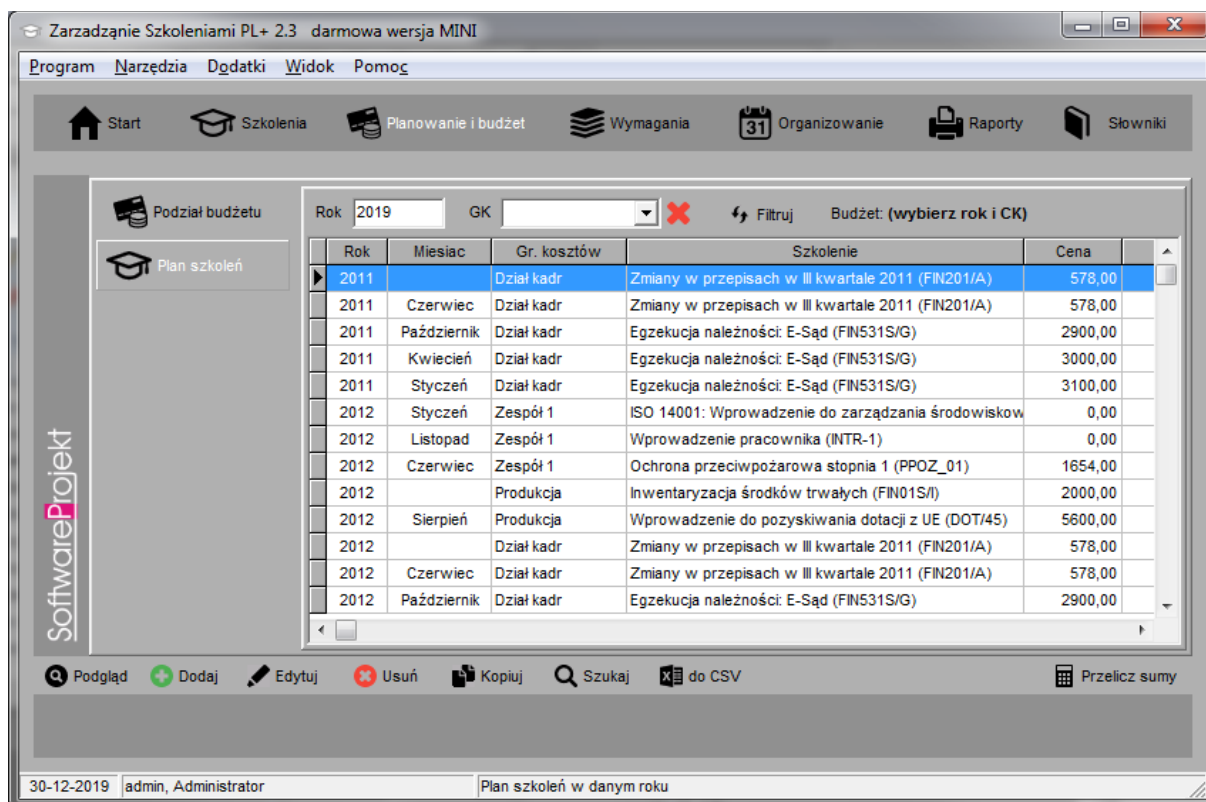 Zarzadząnie Szkoleniami PL+ 2.3 darmowa wersja MINI
Program Narzędzia Dodatki Widok Pomoc
Start Szkolenia Planowanie i budżet Wymagania 31 Organizowanie Raporty Słowniki
Podział budżetu
Plan szkoleń
Rok 2019 GK Filtruj Budżet: (wybierz rok i CK)
Rok Miesiac Gr. kosztów Szkolenie Cena
2011 Dział kadr Zmiany w przepisach w III kwartale 2011 (FIN201/A) 578,00
2011 Czerwiec Dział kadr Zmiany w przepisach w III kwartale 2011 (FIN201/A) 578,00
2011 Październik Dział kadr Egzekucja należności: E-Sąd (FIN531S/G) 2900,00
2011 Kwiecień Dział kadr Egzekucja należności: E-Sąd (FIN531S/G) 3000,00
2011 Styczeń Dział kadr Egzekucja należności: E-Sąd (FIN531S/G) 3100,00
2012 Styczeń Zespół 1 ISO 14001: Wprowadzenie do zarządzania środowiskow 0,00
2012 Listopad Zespół 1 Wprowadzenie pracownika (INTR-1) 0,00
2012 Czerwiec Zespół 1 Ochrona przeciwpożarowa stopnia 1 (PPOZ_01) 1654,00
2012 Produkcja Inwentaryzacja środków trwałych (FIN01S/I) 2000,00
2012 Sierpień Produkcja Wprowadzenie do pozyskiwania dotacji z UE (DOT/45) 5600,00
2012 Dział kadr Zmiany w przepisach w III kwartale 2011 (FIN201/A) 578,00
2012 Czerwiec Dział kadr Zmiany w przepisach w III kwartale 2011 (FIN201/A) 578,00
2012 Październik Dział kadr Egzekucja należności: E-Sąd (FIN531S/G) 2900,00
SoftwareProjekt
Podgląd Dodaj Edytuj Usuń Kopiuj Szukaj do CSV Przelicz sumy
30-12-2019 admin, Administrator Plan szkoleń w danym roku